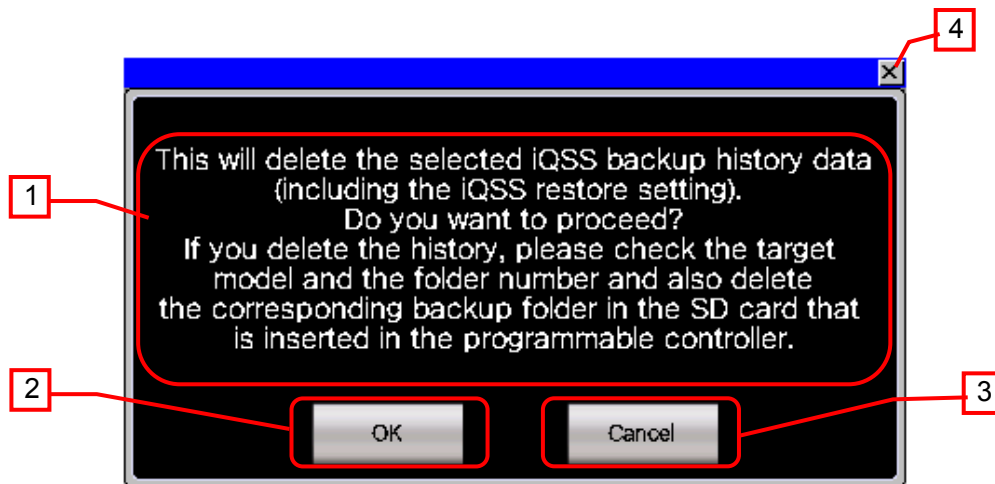 4
This will delete the selected iQSS backup history data
(including the iQSS restore setting).
Do you want to proceed?
If you delete the history, please check the target
model and the folder number and also delete
the corresponding backup folder in the SD card that
is inserted in the programmable controller.
1
2
OK
Cancel
3